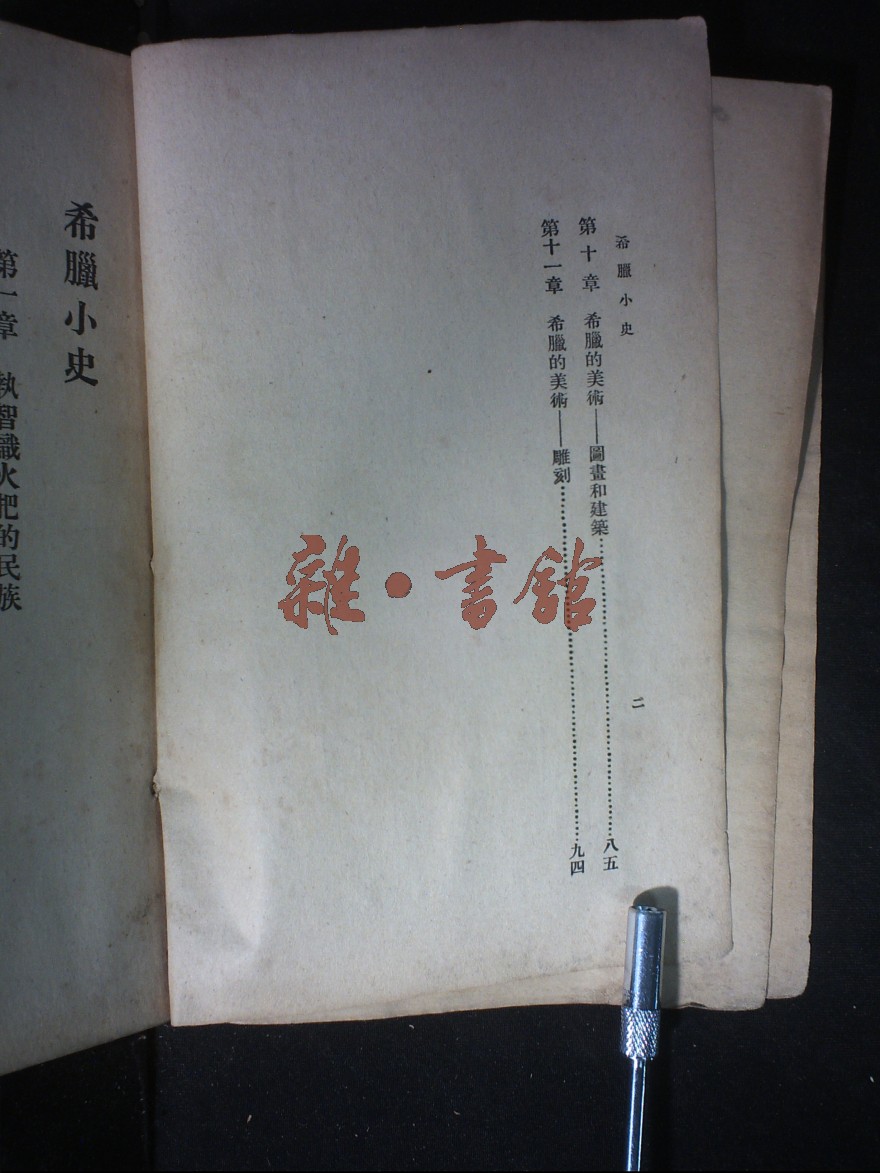 希臘小史
二
第十章 希臘的美術——圖畫和建築……八五
第十一章 希臘的美術——雕刻……九四
希臘小史
第一章 執智識火把的民族
雜·書館